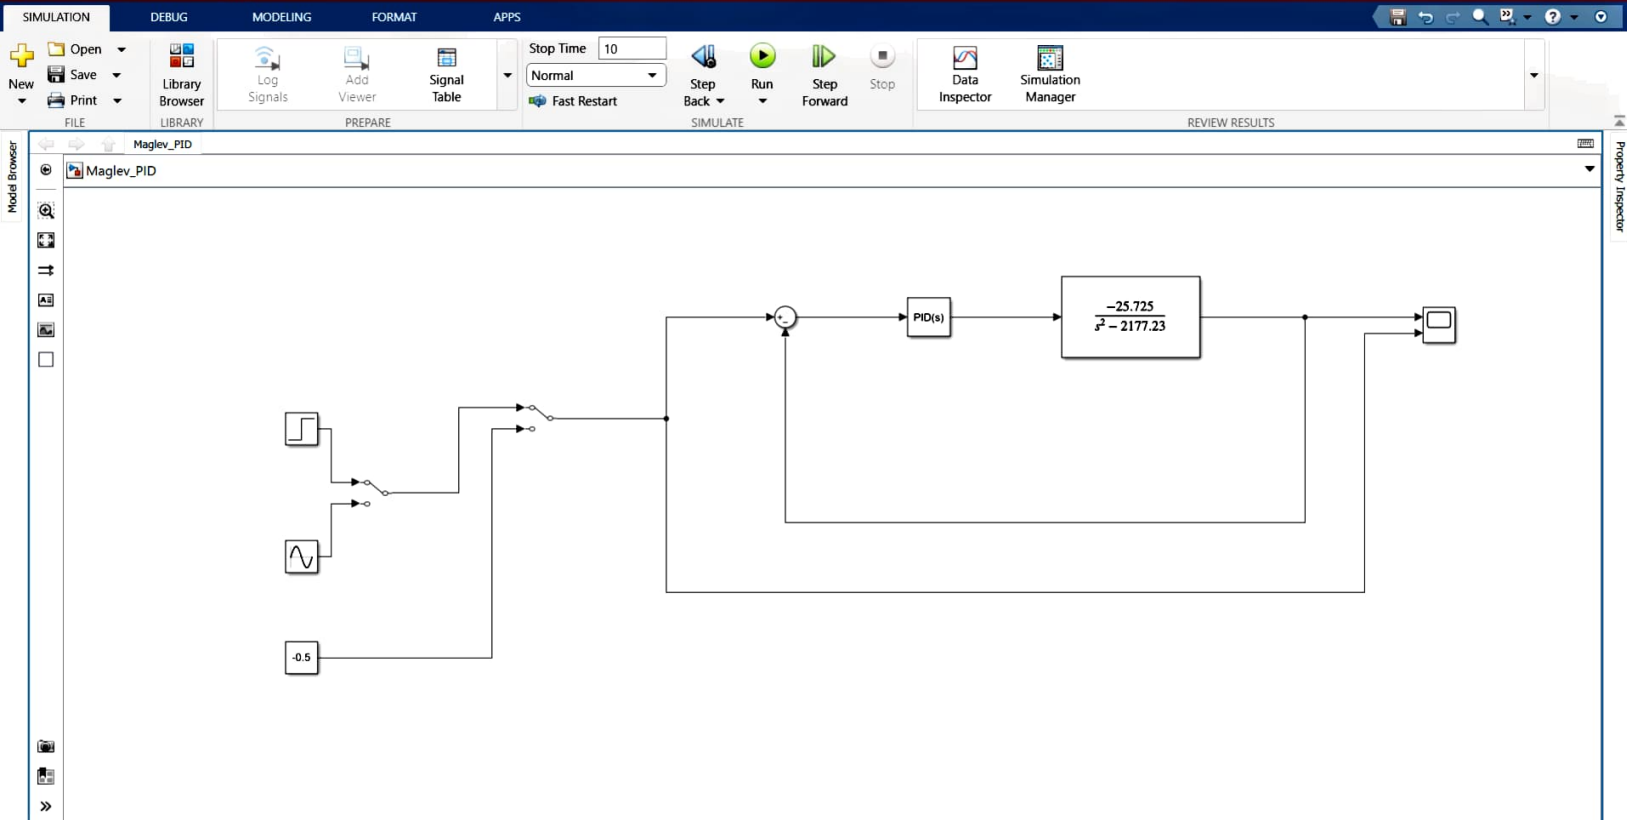 SIMULATION DEBUG MODELING FORMAT APPS
New
Open
Save
Print
FILE
Library
Browser
LIBRARY
Log
Signals
Add
Viewer
Signal
Table
PREPARE
Stop Time 10
Normal
Fast Restart
Step
Back
Run
Step
Forward
Stop
SIMULATE
Data
Inspector
Simulation
Manager
REVIEW RESULTS
Model Browser
Maglev_PID
Maglev_PID
Property Inspector
PID(s)
−25.725
s² − 2177.23
-0.5